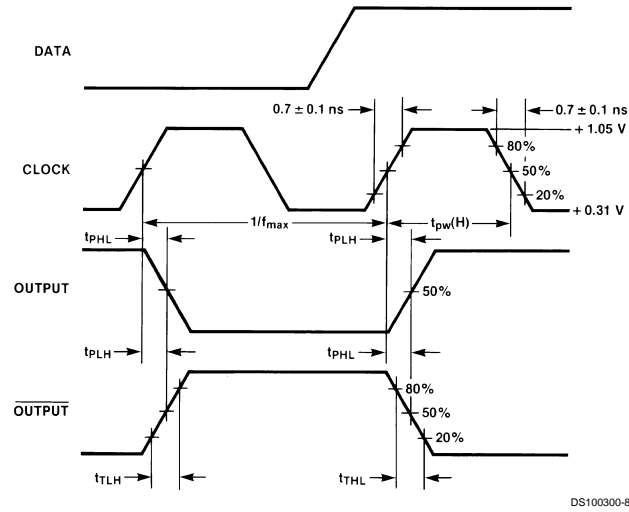 DATA
0.7 ± 0.1 ns
0.7 ± 0.1 ns
+ 1.05 V
80%
CLOCK
50%
20%
+ 0.31 V
1/fmax
tpw(H)
tPHL
tPLH
OUTPUT
50%
tPLH
tPHL
80%
OUTPUT
50%
20%
tTLH
tTHL
DS100300-8